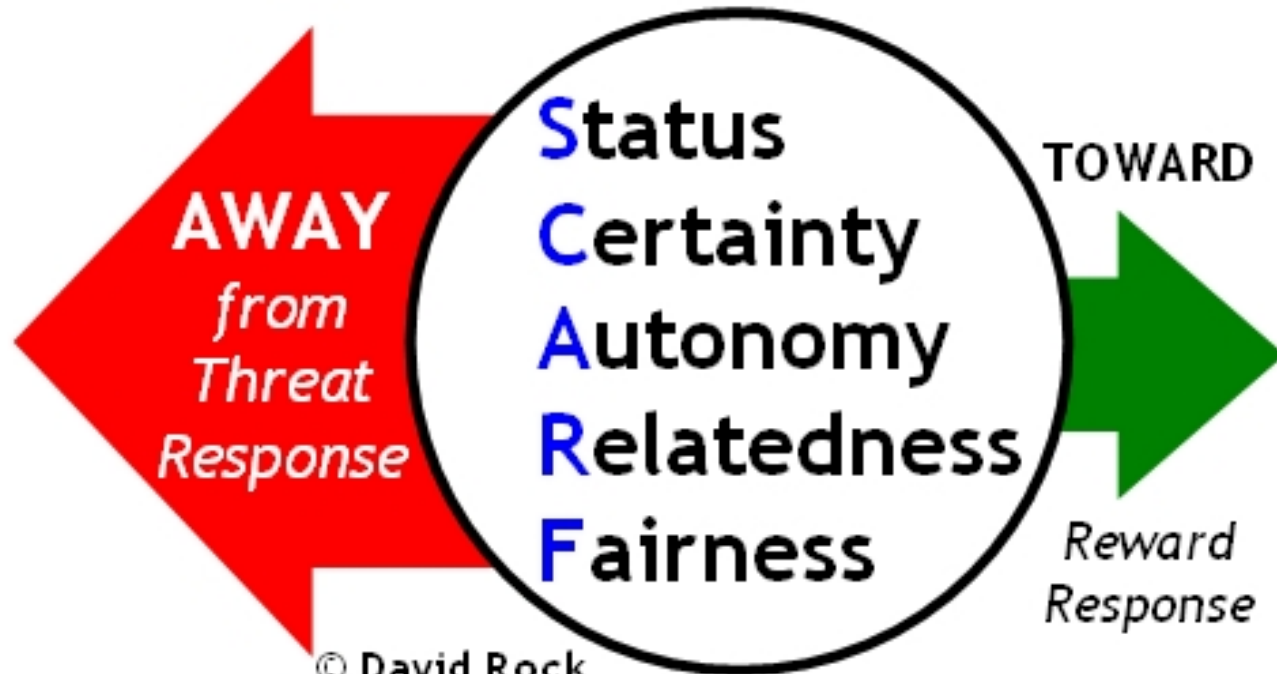 AWAY
from
Threat
Response
Status
Certainty
Autonomy
Relatedness
Fairness
TOWARD
Reward
Response
© David Rock